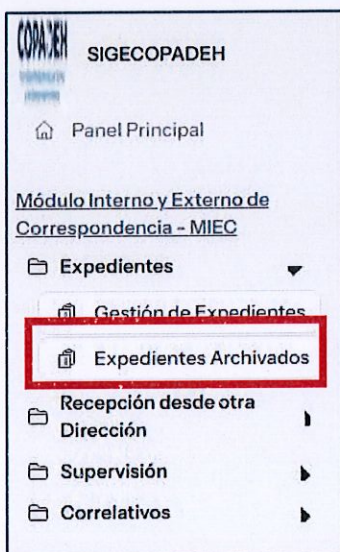 COPADEH
SIGECOPADEH
Panel Principal
Módulo Interno y Externo de
Correspondencia - MIEC
Expedientes
Gestión de Expedientes
Expedientes Archivados
Recepción desde otra
Dirección
Supervisión
Correlativos